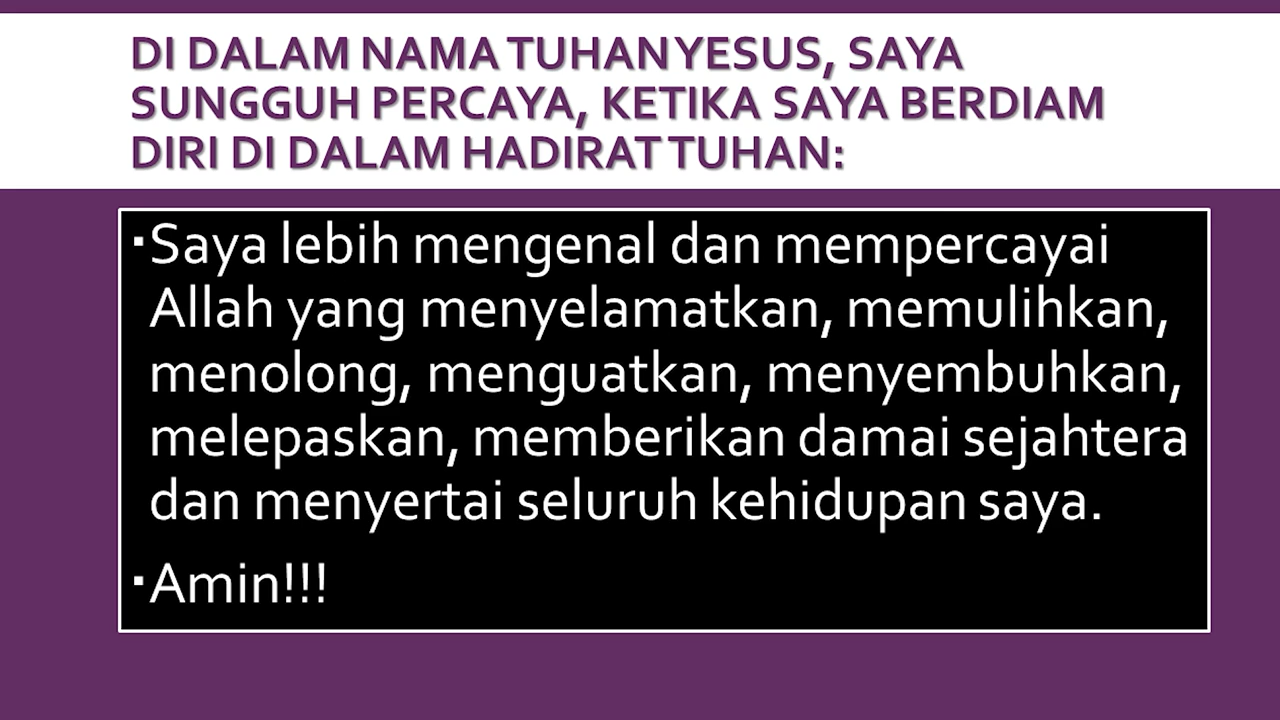 DI DALAM NAMA TUHAN YESUS, SAYA
SUNGGUH PERCAYA, KETIKA SAYA BERDIAM
DIRI DI DALAM HADIRAT TUHAN:
▪Saya lebih mengenal dan mempercayai
Allah yang menyelamatkan, memulihkan,
menolong, menguatkan, menyembuhkan,
melepaskan, memberikan damai sejahtera
dan menyertai seluruh kehidupan saya.
▪Amin!!!